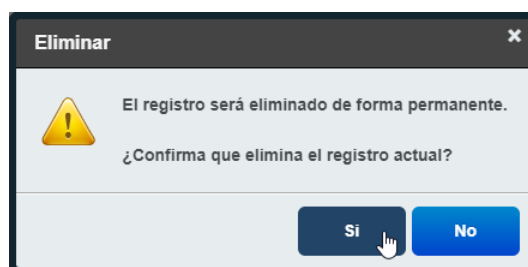 Eliminar
El registro será eliminado de forma permanente.
¿Confirma que elimina el registro actual?
Si
No